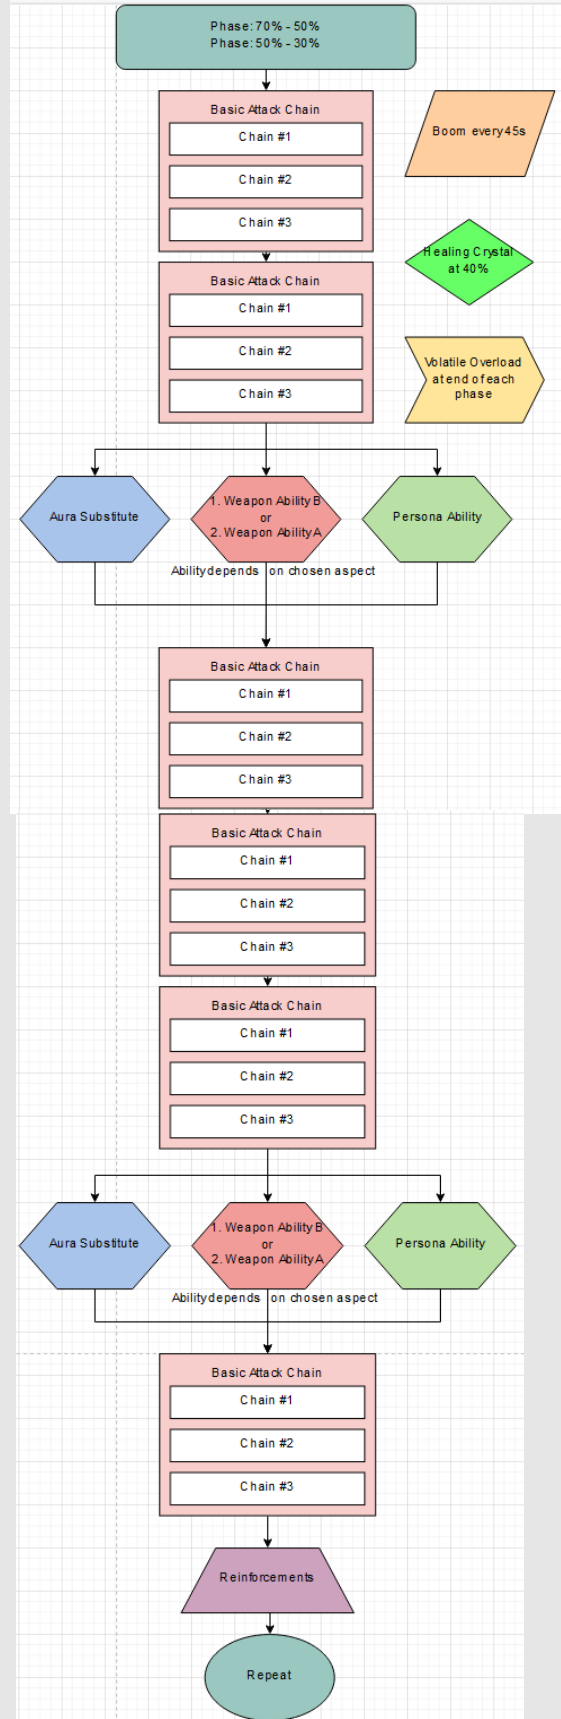 Phase: 70% - 50%
Phase: 50% - 30%
Basic Attack Chain
Chain #1
Chain #2
Chain #3
Boom every 45s
Healing Crystal
at 40%
Basic Attack Chain
Chain #1
Chain #2
Chain #3
Volatile Overload
at end of each
phase
Aura Substitute
1. Weapon Ability B
or
2. Weapon Ability A
Persona Ability
Ability depends on chosen aspect
Basic Attack Chain
Chain #1
Chain #2
Chain #3
Basic Attack Chain
Chain #1
Chain #2
Chain #3
Basic Attack Chain
Chain #1
Chain #2
Chain #3
Aura Substitute
1. Weapon Ability B
or
2. Weapon Ability A
Persona Ability
Ability depends on chosen aspect
Basic Attack Chain
Chain #1
Chain #2
Chain #3
Reinforcements
Repeat